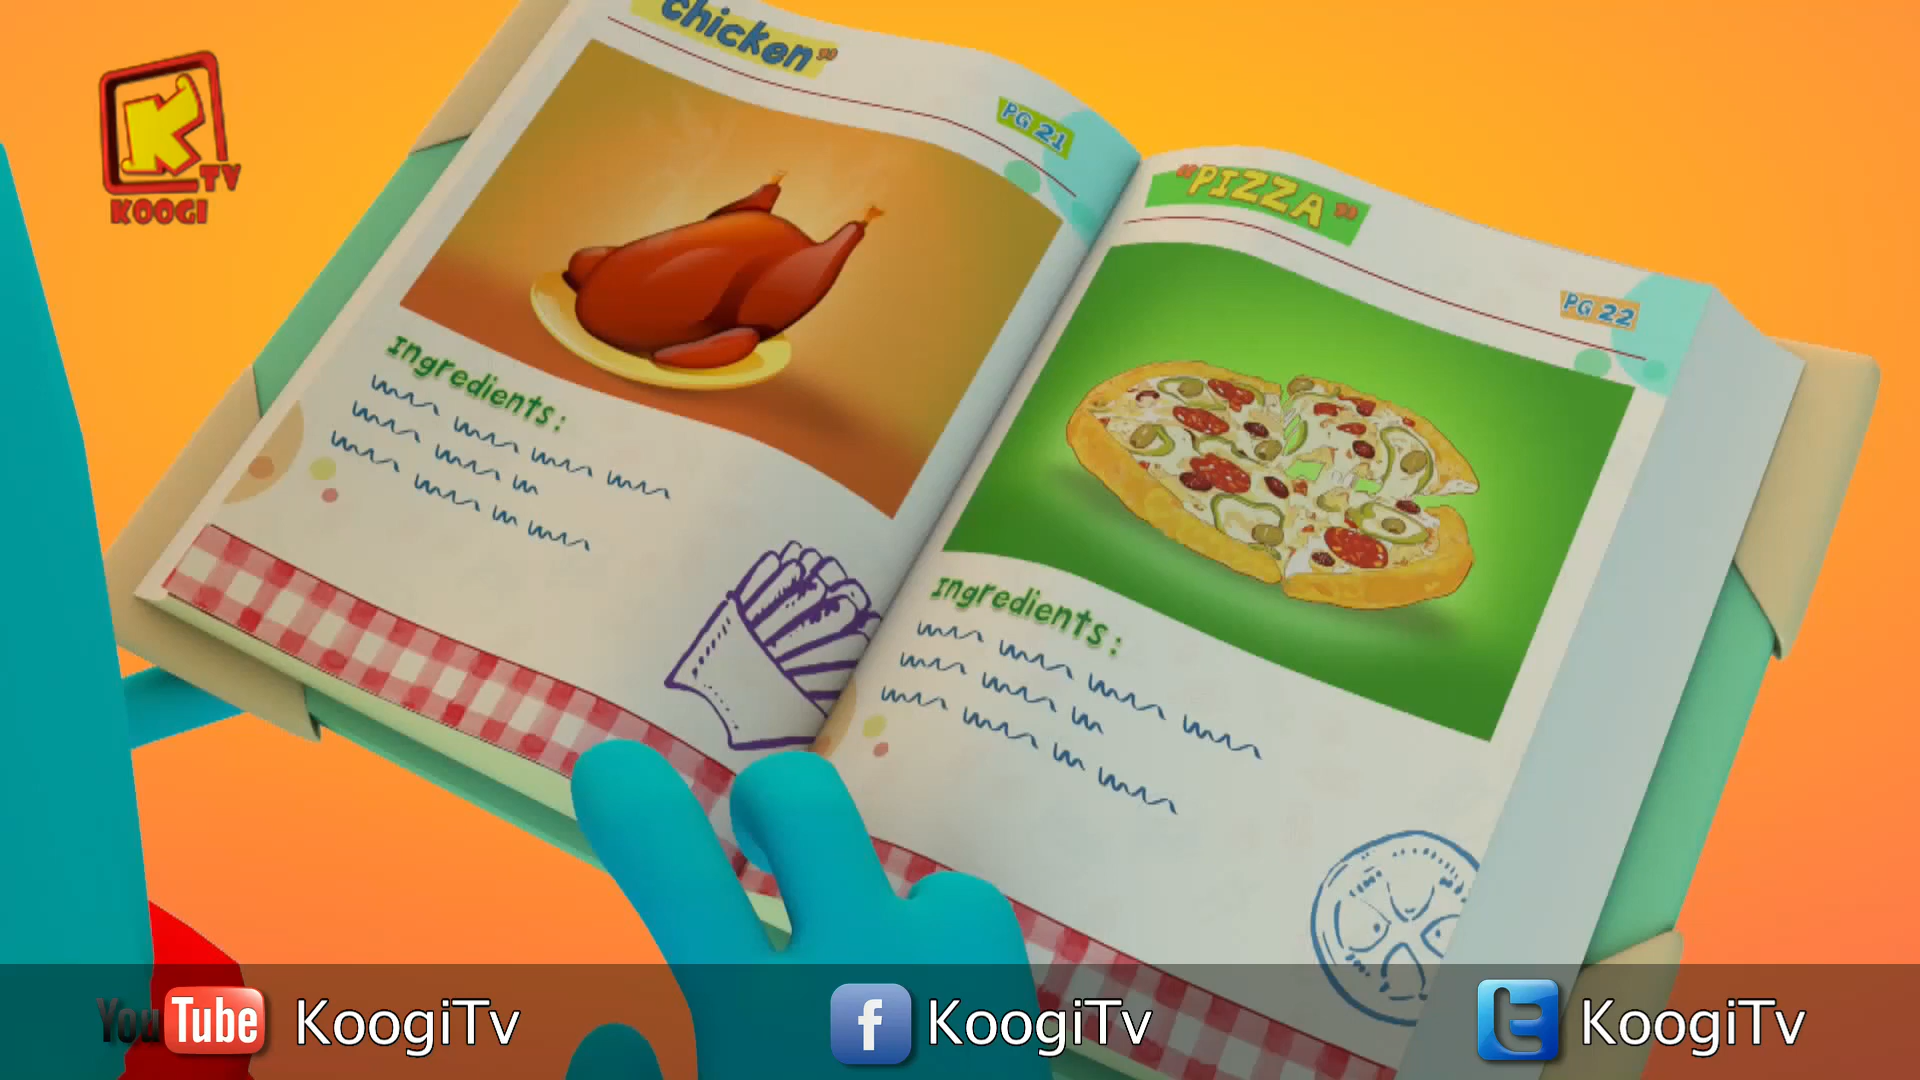 K
TV
KOOGI
chicken"
PG 21
Ingredients:
"PIZZA"
PG 22
Ingredients:
YouTube KoogiTv
f KoogiTv
t KoogiTv